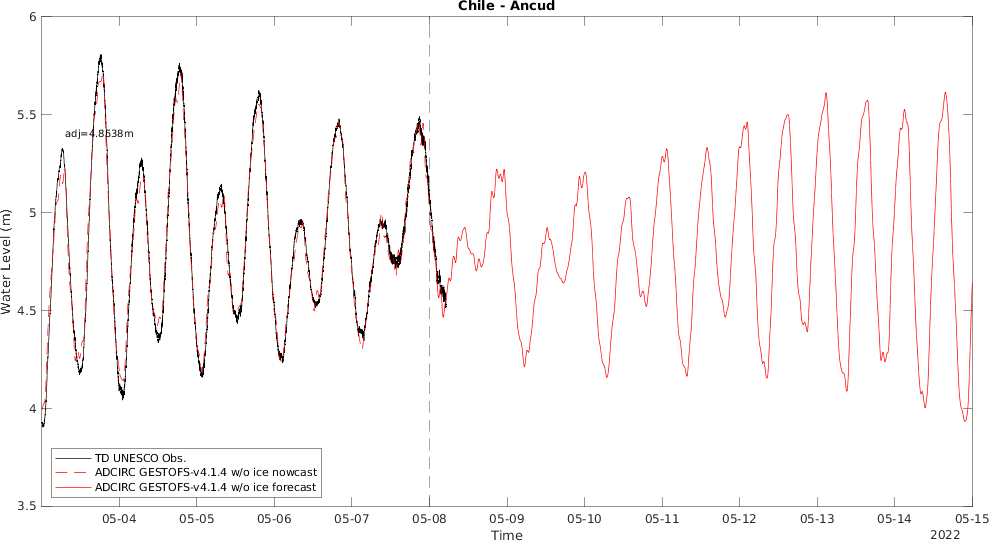 Chile - Ancud
6
5.5
5
4.5
4
3.5
Water Level (m)
adj=4.8538m
TD UNESCO Obs.
ADCIRC GESTOFS-v4.1.4 w/o ice nowcast
ADCIRC GESTOFS-v4.1.4 w/o ice forecast
05-04 05-05 05-06 05-07 05-08 05-09 05-10 05-11 05-12 05-13 05-14 05-15
Time
2022